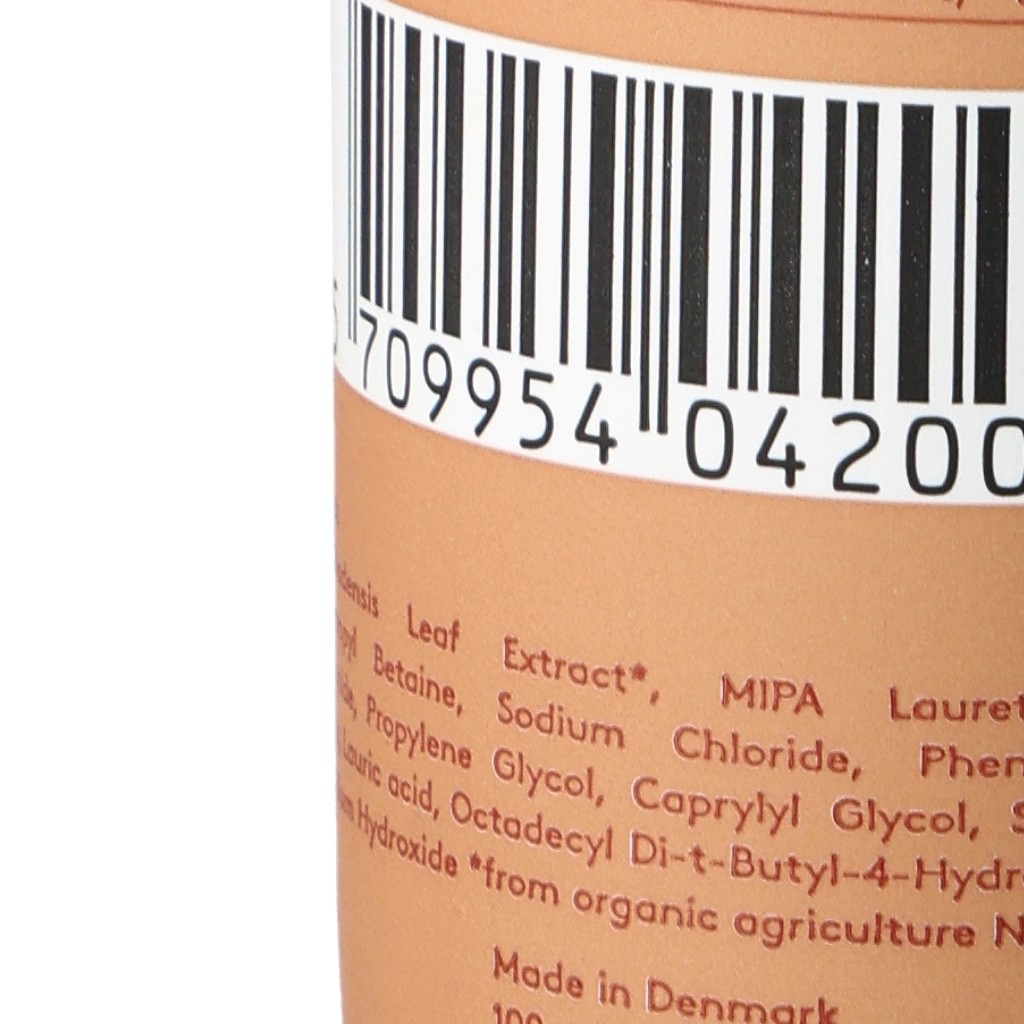 709954 04200
Leaf Extract*, MIPA
Betaine, Sodium Chloride,
Propylene Glycol, Caprylyl Glycol,
Lauric acid, Octadecyl Di-t-Butyl-4-Hydr
Hydroxide *from organic agriculture
Made in Denmark